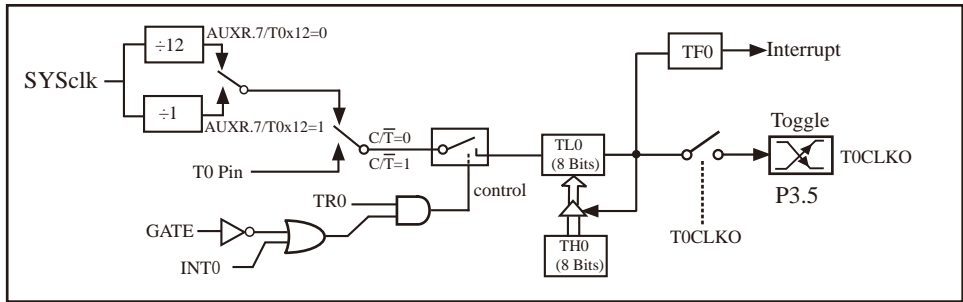 AUXR.7/T0x12=0
÷12
SYSclk
÷1
AUXR.7/T0x12=1
T0 Pin
C/T̅=0
C/T̅=1
TR0
control
GATE
INT0
TL0
(8 Bits)
TH0
(8 Bits)
TF0
Interrupt
Toggle
T0CLKO
P3.5
T0CLKO